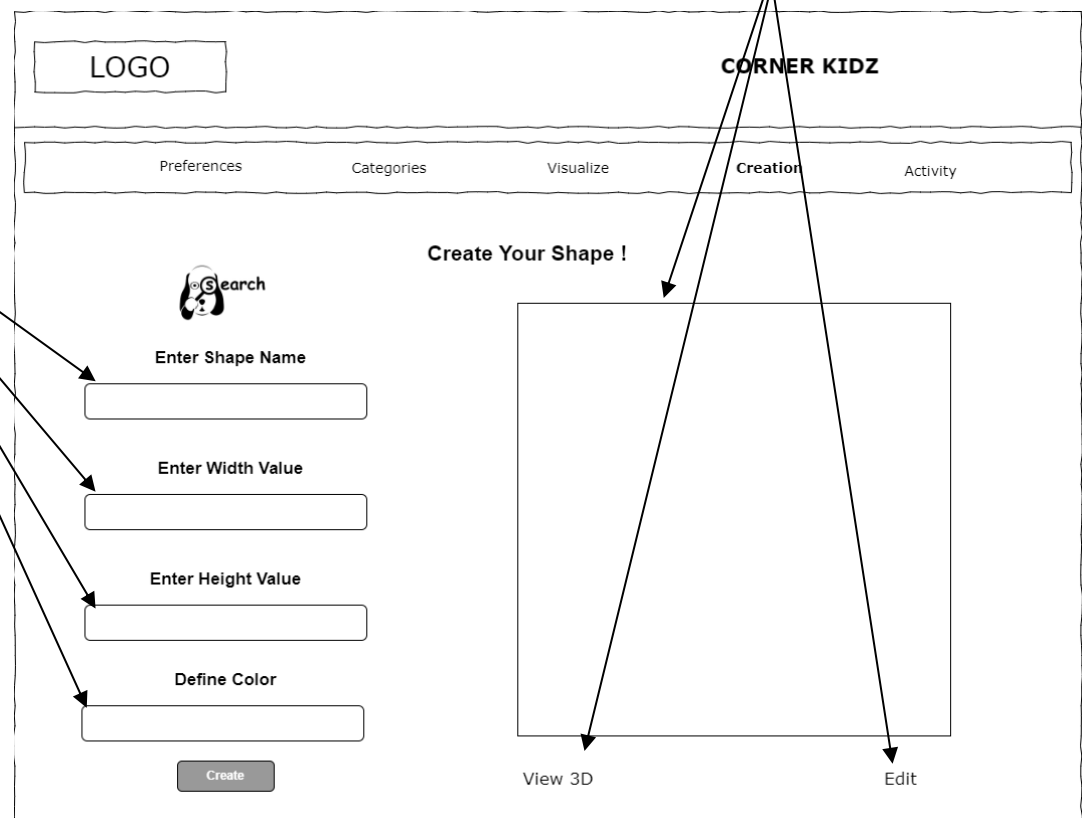 LOGO
CORNER KIDZ
Preferences
Categories
Visualize
Creation
Activity
Create Your Shape !
Search
Enter Shape Name
Enter Width Value
Enter Height Value
Define Color
Create
View 3D
Edit